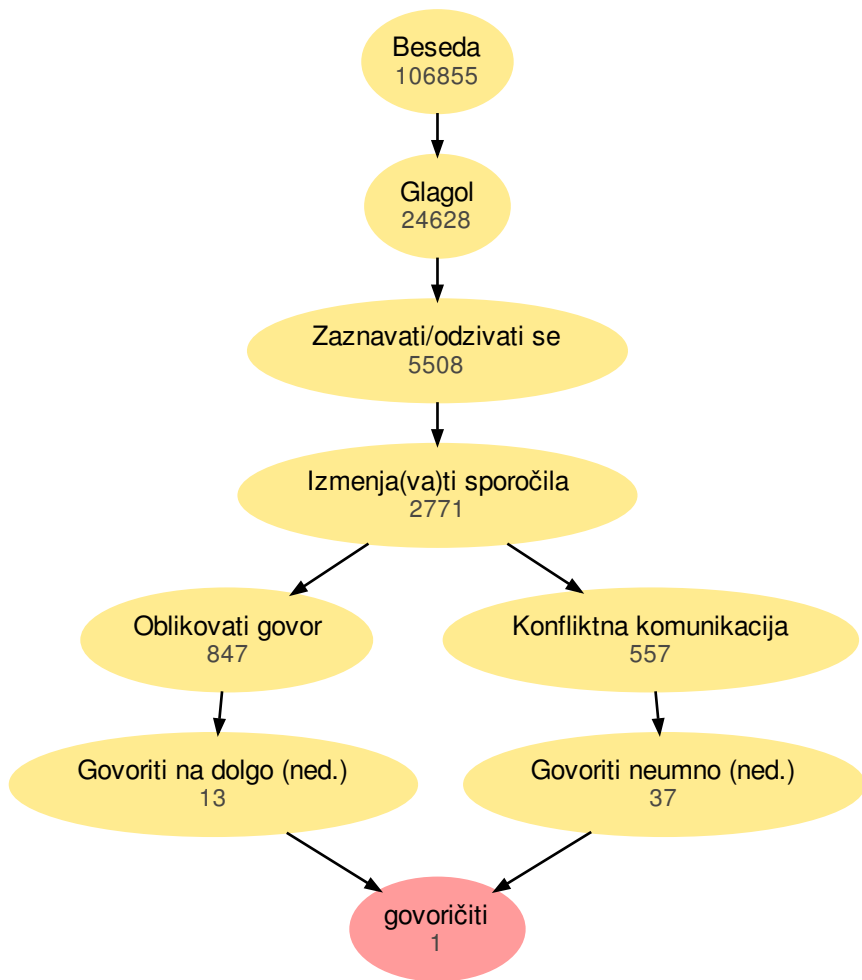 Beseda
106855
Glagol
24628
Zaznavati/odzivati se
5508
Izmenja(va)ti sporočila
2771
Oblikovati govor
847
Konfliktna komunikacija
557
Govoriti na dolgo (ned.)
13
Govoriti neumno (ned.)
37
govoričiti
1